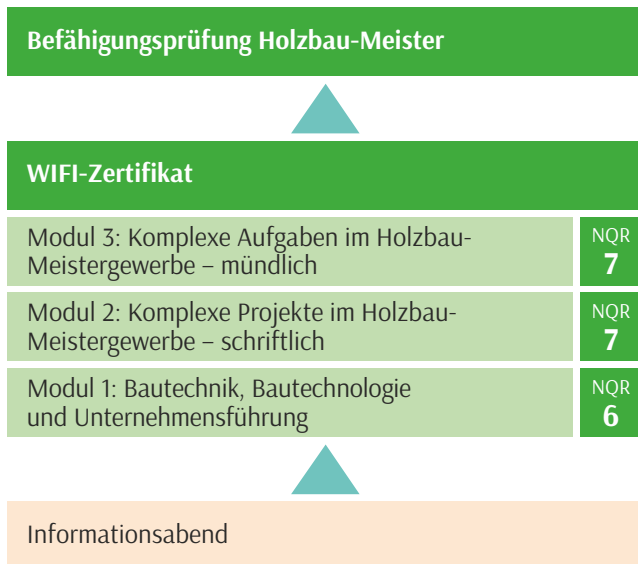 Befähigungsprüfung Holzbau-Meister
WIFI-Zertifikat
Modul 3: Komplexe Aufgaben im Holzbau-
Meistergewerbe – mündlich
NQR
7
Modul 2: Komplexe Projekte im Holzbau-
Meistergewerbe – schriftlich
NQR
7
Modul 1: Bautechnik, Bautechnologie
und Unternehmensführung
NQR
6
Informationsabend